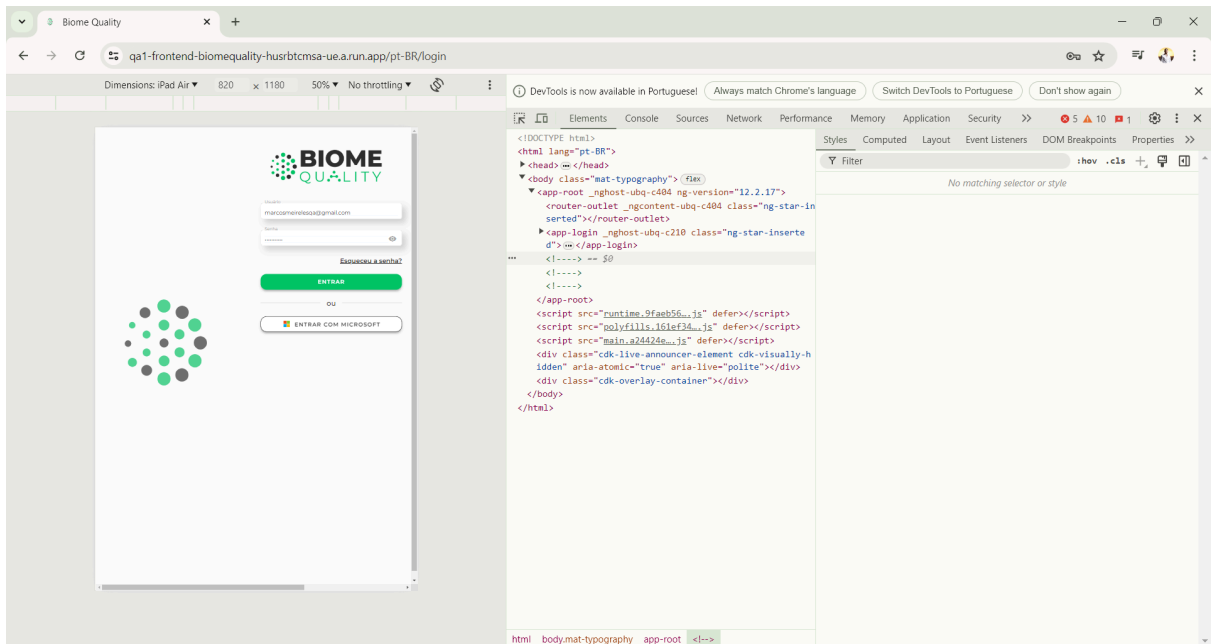 Biome Quality
qa1-frontend-biomequality-husrbtcmsa-ue.a.run.app/pt-BR/login
Dimensions: iPad Air 820 x 1180 50% No throttling
DevTools is now available in Portuguese! Always match Chrome's language Switch DevTools to Portuguese Don't show again
Elements Console Sources Network Performance Memory Application Security 5 10 1
BIOME
QUALITY
Usuário
marcosmeirelesqa@gmail.com
Senha
Esqueceu a senha?
ENTRAR
OU
ENTRAR COM MICROSOFT
<!DOCTYPE html>
<html lang="pt-BR">
<head> … </head>
<body class="mat-typography"> flex
<app-root _nghost-ubq-c404 ng-version="12.2.17">
<router-outlet _ngcontent-ubq-c404 class="ng-star-in
serted"></router-outlet>
<app-login _nghost-ubq-c210 class="ng-star-inserte
d"> … </app-login>
<!----> == $0
<!---->
<!---->
</app-root>
<script src="runtime.9faeb56….js" defer></script>
<script src="polyfills.161ef34….js" defer></script>
<script src="main.a24424e….js" defer></script>
<div class="cdk-live-announcer-element cdk-visually-h
idden" aria-atomic="true" aria-live="polite"></div>
<div class="cdk-overlay-container"></div>
</body>
</html>
html body.mat-typography app-root <!-->
Styles Computed Layout Event Listeners DOM Breakpoints Properties
Filter :hov .cls
No matching selector or style